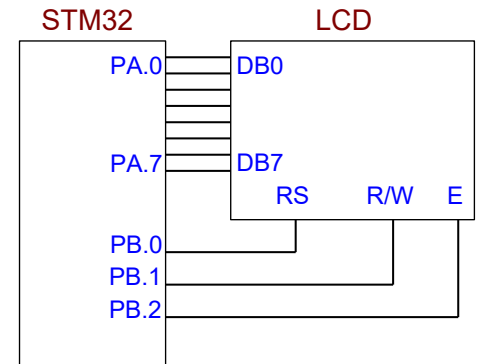 STM32 LCD
PA.0 DB0
PA.7 DB7
RS R/W E
PB.0
PB.1
PB.2